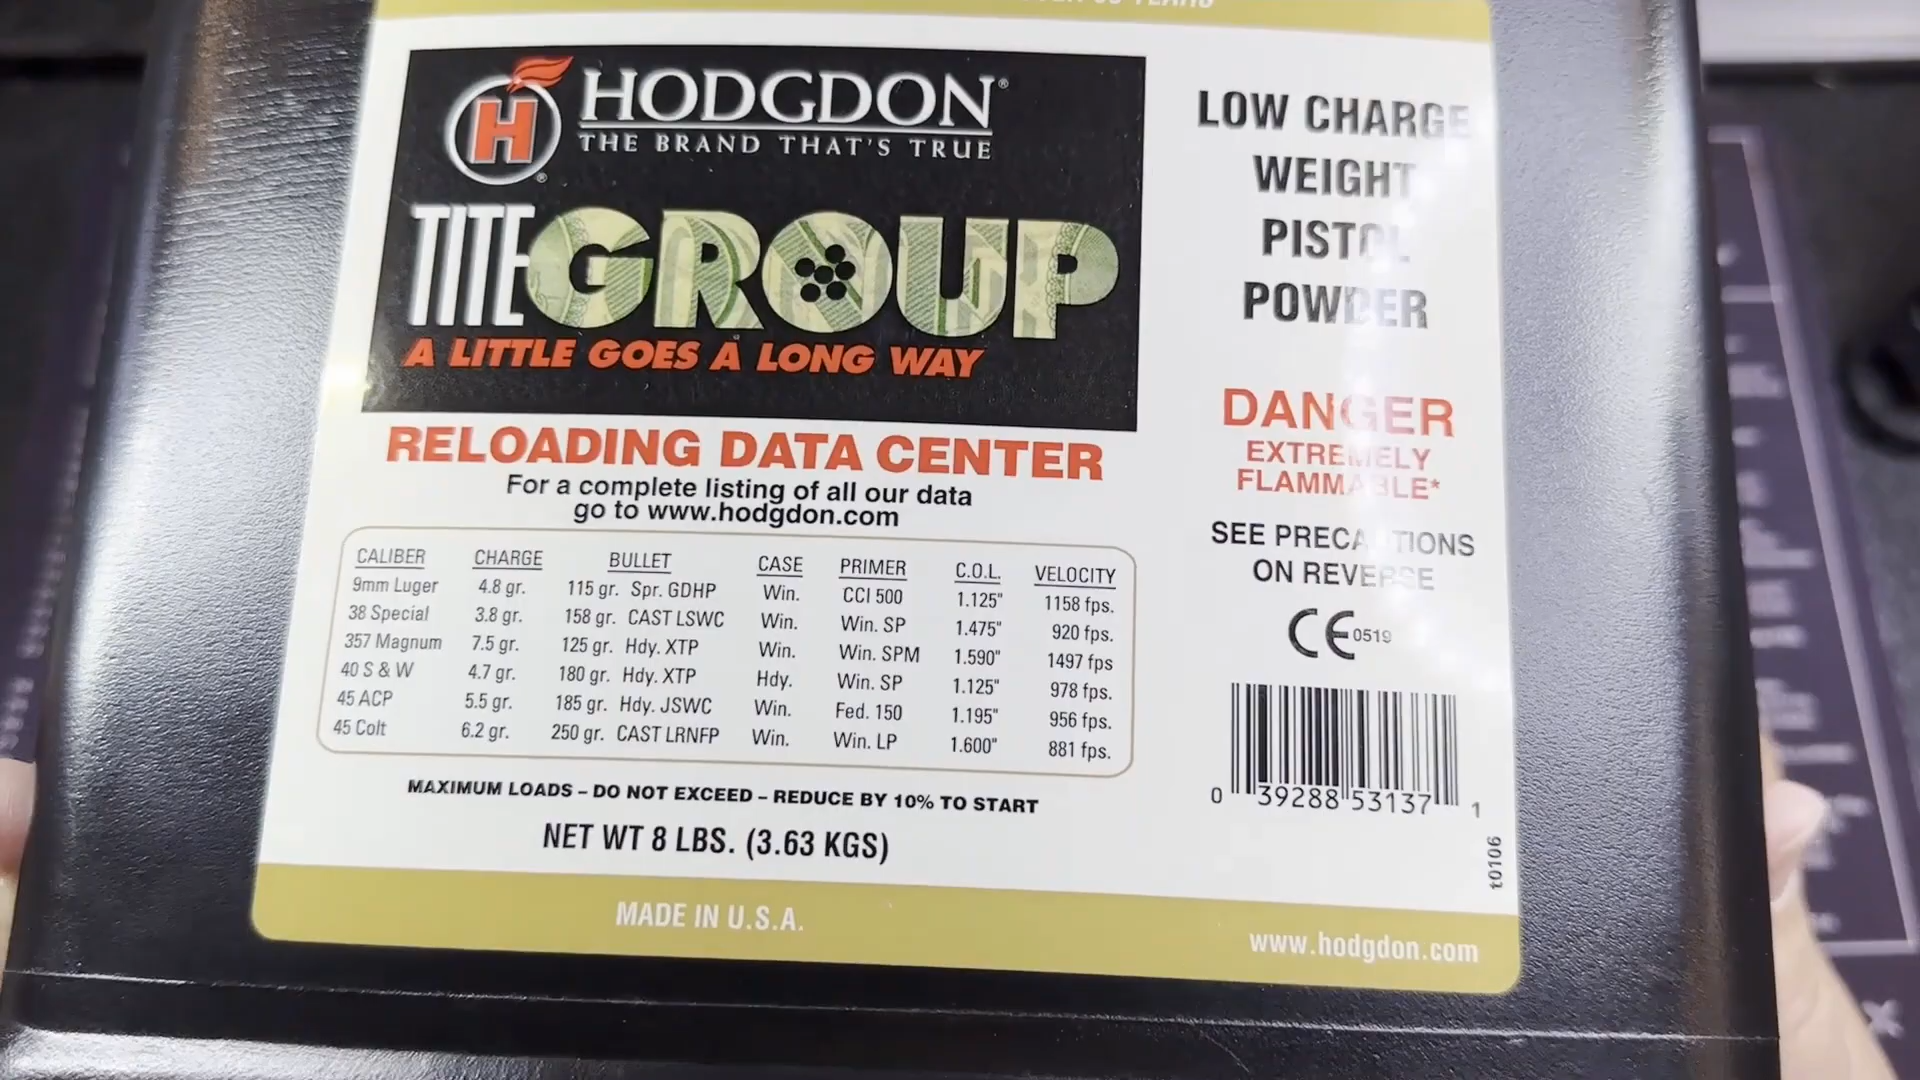 HODGDON®
THE BRAND THAT'S TRUE
H
®
TITEGROUP
A LITTLE GOES A LONG WAY
RELOADING DATA CENTER
For a complete listing of all our data
go to www.hodgdon.com
CALIBER CHARGE BULLET CASE PRIMER C.O.L. VELOCITY
9mm Luger 4.8 gr. 115 gr. Spr. GDHP Win. CCI 500 1.125" 1158 fps.
38 Special 3.8 gr. 158 gr. CAST LSWC Win. Win. SP 1.475" 920 fps.
357 Magnum 7.5 gr. 125 gr. Hdy. XTP Win. Win. SPM 1.590" 1497 fps
40 S & W 4.7 gr. 180 gr. Hdy. XTP Hdy. Win. SP 1.125" 978 fps.
45 ACP 5.5 gr. 185 gr. Hdy. JSWC Win. Fed. 150 1.195" 956 fps.
45 Colt 6.2 gr. 250 gr. CAST LRNFP Win. Win. LP 1.600" 881 fps.
MAXIMUM LOADS – DO NOT EXCEED – REDUCE BY 10% TO START
NET WT 8 LBS. (3.63 KGS)
MADE IN U.S.A.
LOW CHARGE
WEIGHT
PISTOL
POWDER
DANGER
EXTREMELY
FLAMMABLE*
SEE PRECAUTIONS
ON REVERSE
CE 0519
0 39288 53137 1
t0106
www.hodgdon.com